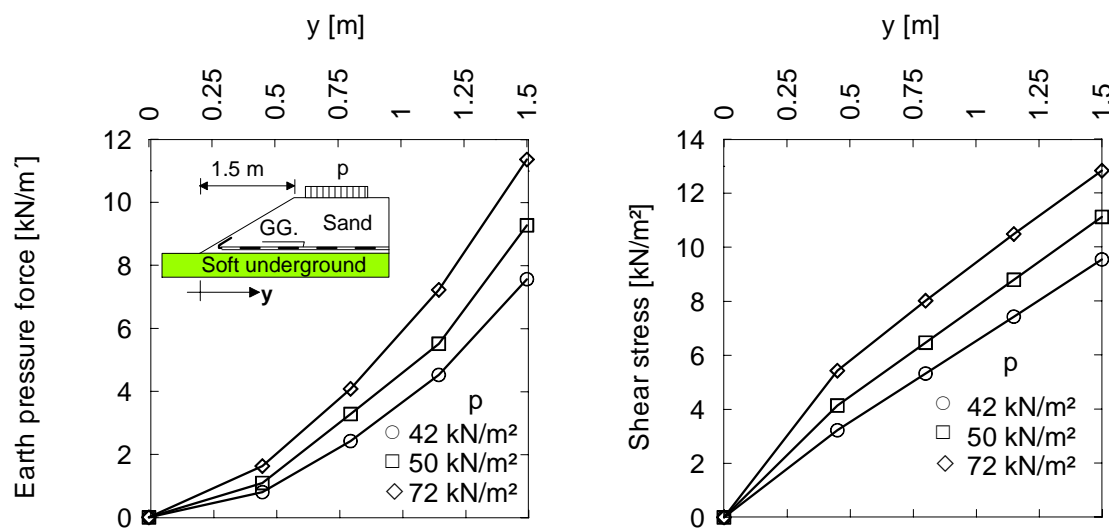 y [m]
0 0.25 0.5 0.75 1 1.25 1.5
Earth pressure force [kN/m´]
12
10
8
6
4
2
0
1.5 m
p
GG.
Sand
Soft underground
y
p
42 kN/m²
50 kN/m²
72 kN/m²
y [m]
0 0.25 0.5 0.75 1 1.25 1.5
Shear stress [kN/m²]
14
12
10
8
6
4
2
0
p
42 kN/m²
50 kN/m²
72 kN/m²